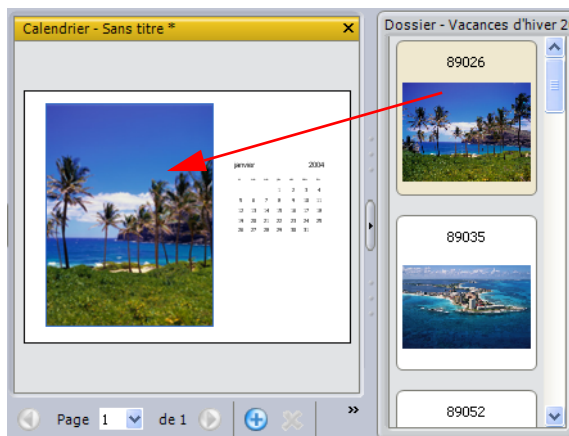 Calendrier - Sans titre *
Dossier - Vacances d'hiver 2
89026
janvier 2004
1 2 3 4
5 6 7 8 9 10 11
12 13 14 15 16 17 18
19 20 21 22 23 24 25
26 27 28 29 30 31
89035
89052
Page 1 de 1